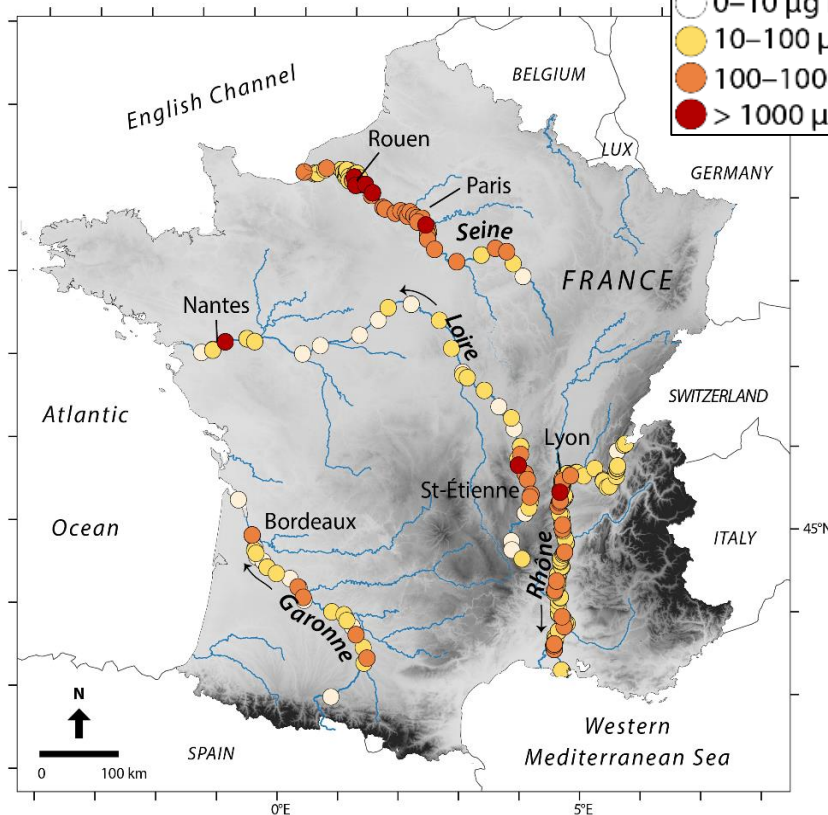 0–10 µg
10–100 µ
100–100
> 1000 µ
English Channel
BELGIUM
Rouen
LUX
GERMANY
Paris
Seine
FRANCE
Nantes
Loire
SWITZERLAND
Atlantic
Lyon
St-Étienne
Ocean
Bordeaux
45°N
ITALY
Rhône
Garonne
N
Western
Mediterranean Sea
SPAIN
0 100 km
0°E
5°E